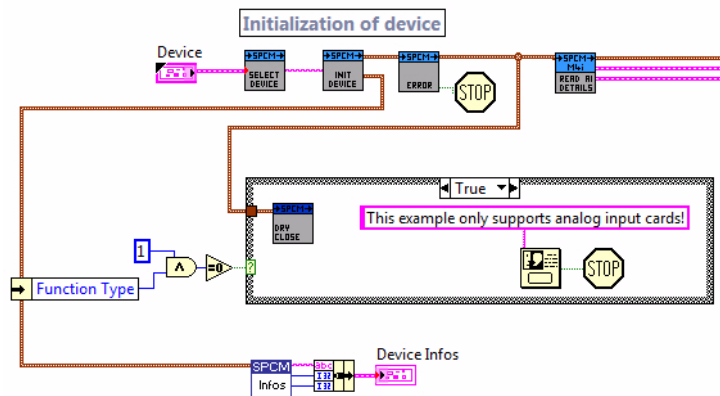 Initialization of device
Device
SPCM
SELECT
DEVICE
SPCM
INIT
DEVICE
SPCM
ERROR
STOP
SPCM
M4i
READ AI
DETAILS
True
SPCM
DRY
CLOSE
This example only supports analog input cards!
STOP
1
^
=0
?
Function Type
SPCM
Infos
abc
I32
I32
Device Infos